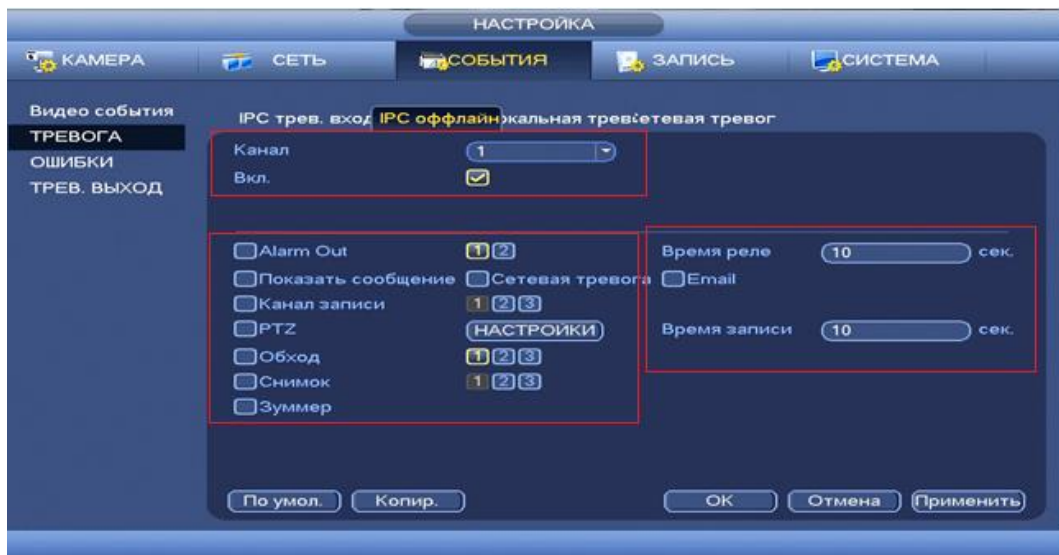 НАСТРОЙКА
КАМЕРА СЕТЬ СОБЫТИЯ ЗАПИСЬ СИСТЕМА
Видео события
ТРЕВОГА
ОШИБКИ
ТРЕВ. ВЫХОД
IPC трев. вход IPC оффлайн окальная трев сетевая тревог
Канал 1
Вкл.
Alarm Out 1 2 Время реле 10 сек.
Показать сообщение Сетевая тревога Email
Канал записи 1 2 3
PTZ НАСТРОЙКИ Время записи 10 сек.
Обход 1 2 3
Снимок 1 2 3
Зуммер
По умол. Копир. OK Отмена Применить